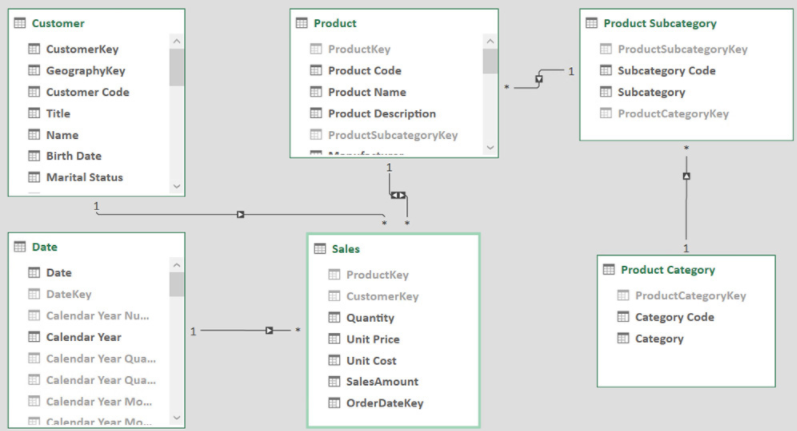 Customer
CustomerKey
GeographyKey
Customer Code
Title
Name
Birth Date
Marital Status
Product
ProductKey
Product Code
Product Name
Product Description
ProductSubcategoryKey
Manufacturer
Product Subcategory
ProductSubcategoryKey
Subcategory Code
Subcategory
ProductCategoryKey
1
*
1
*
1
1
*
*
Date
Date
DateKey
Calendar Year Nu...
Calendar Year
Calendar Year Qua...
Calendar Year Qua...
Calendar Year Mo...
Calendar Year Mo...
1
*
Sales
ProductKey
CustomerKey
Quantity
Unit Price
Unit Cost
SalesAmount
OrderDateKey
1
Product Category
ProductCategoryKey
Category Code
Category